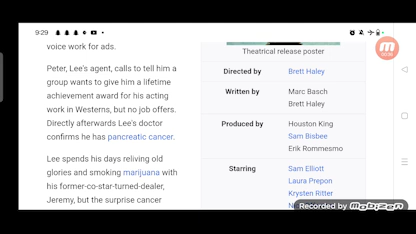 9:29
voice work for ads.
Peter, Lee's agent, calls to tell him a
group wants to give him a lifetime
achievement award for his acting
work in Westerns, but no job offers.
Directly afterwards Lee's doctor
confirms he has pancreatic cancer.
Lee spends his days reliving old
glories and smoking marijuana with
his former-co-star-turned-dealer,
Jeremy, but the surprise cancer
Theatrical release poster
Directed by Brett Haley
Written by Marc Basch
Brett Haley
Produced by Houston King
Sam Bisbee
Erik Rommesmo
Starring Sam Elliott
Laura Prepon
Krysten Ritter
Recorded by Mobizen